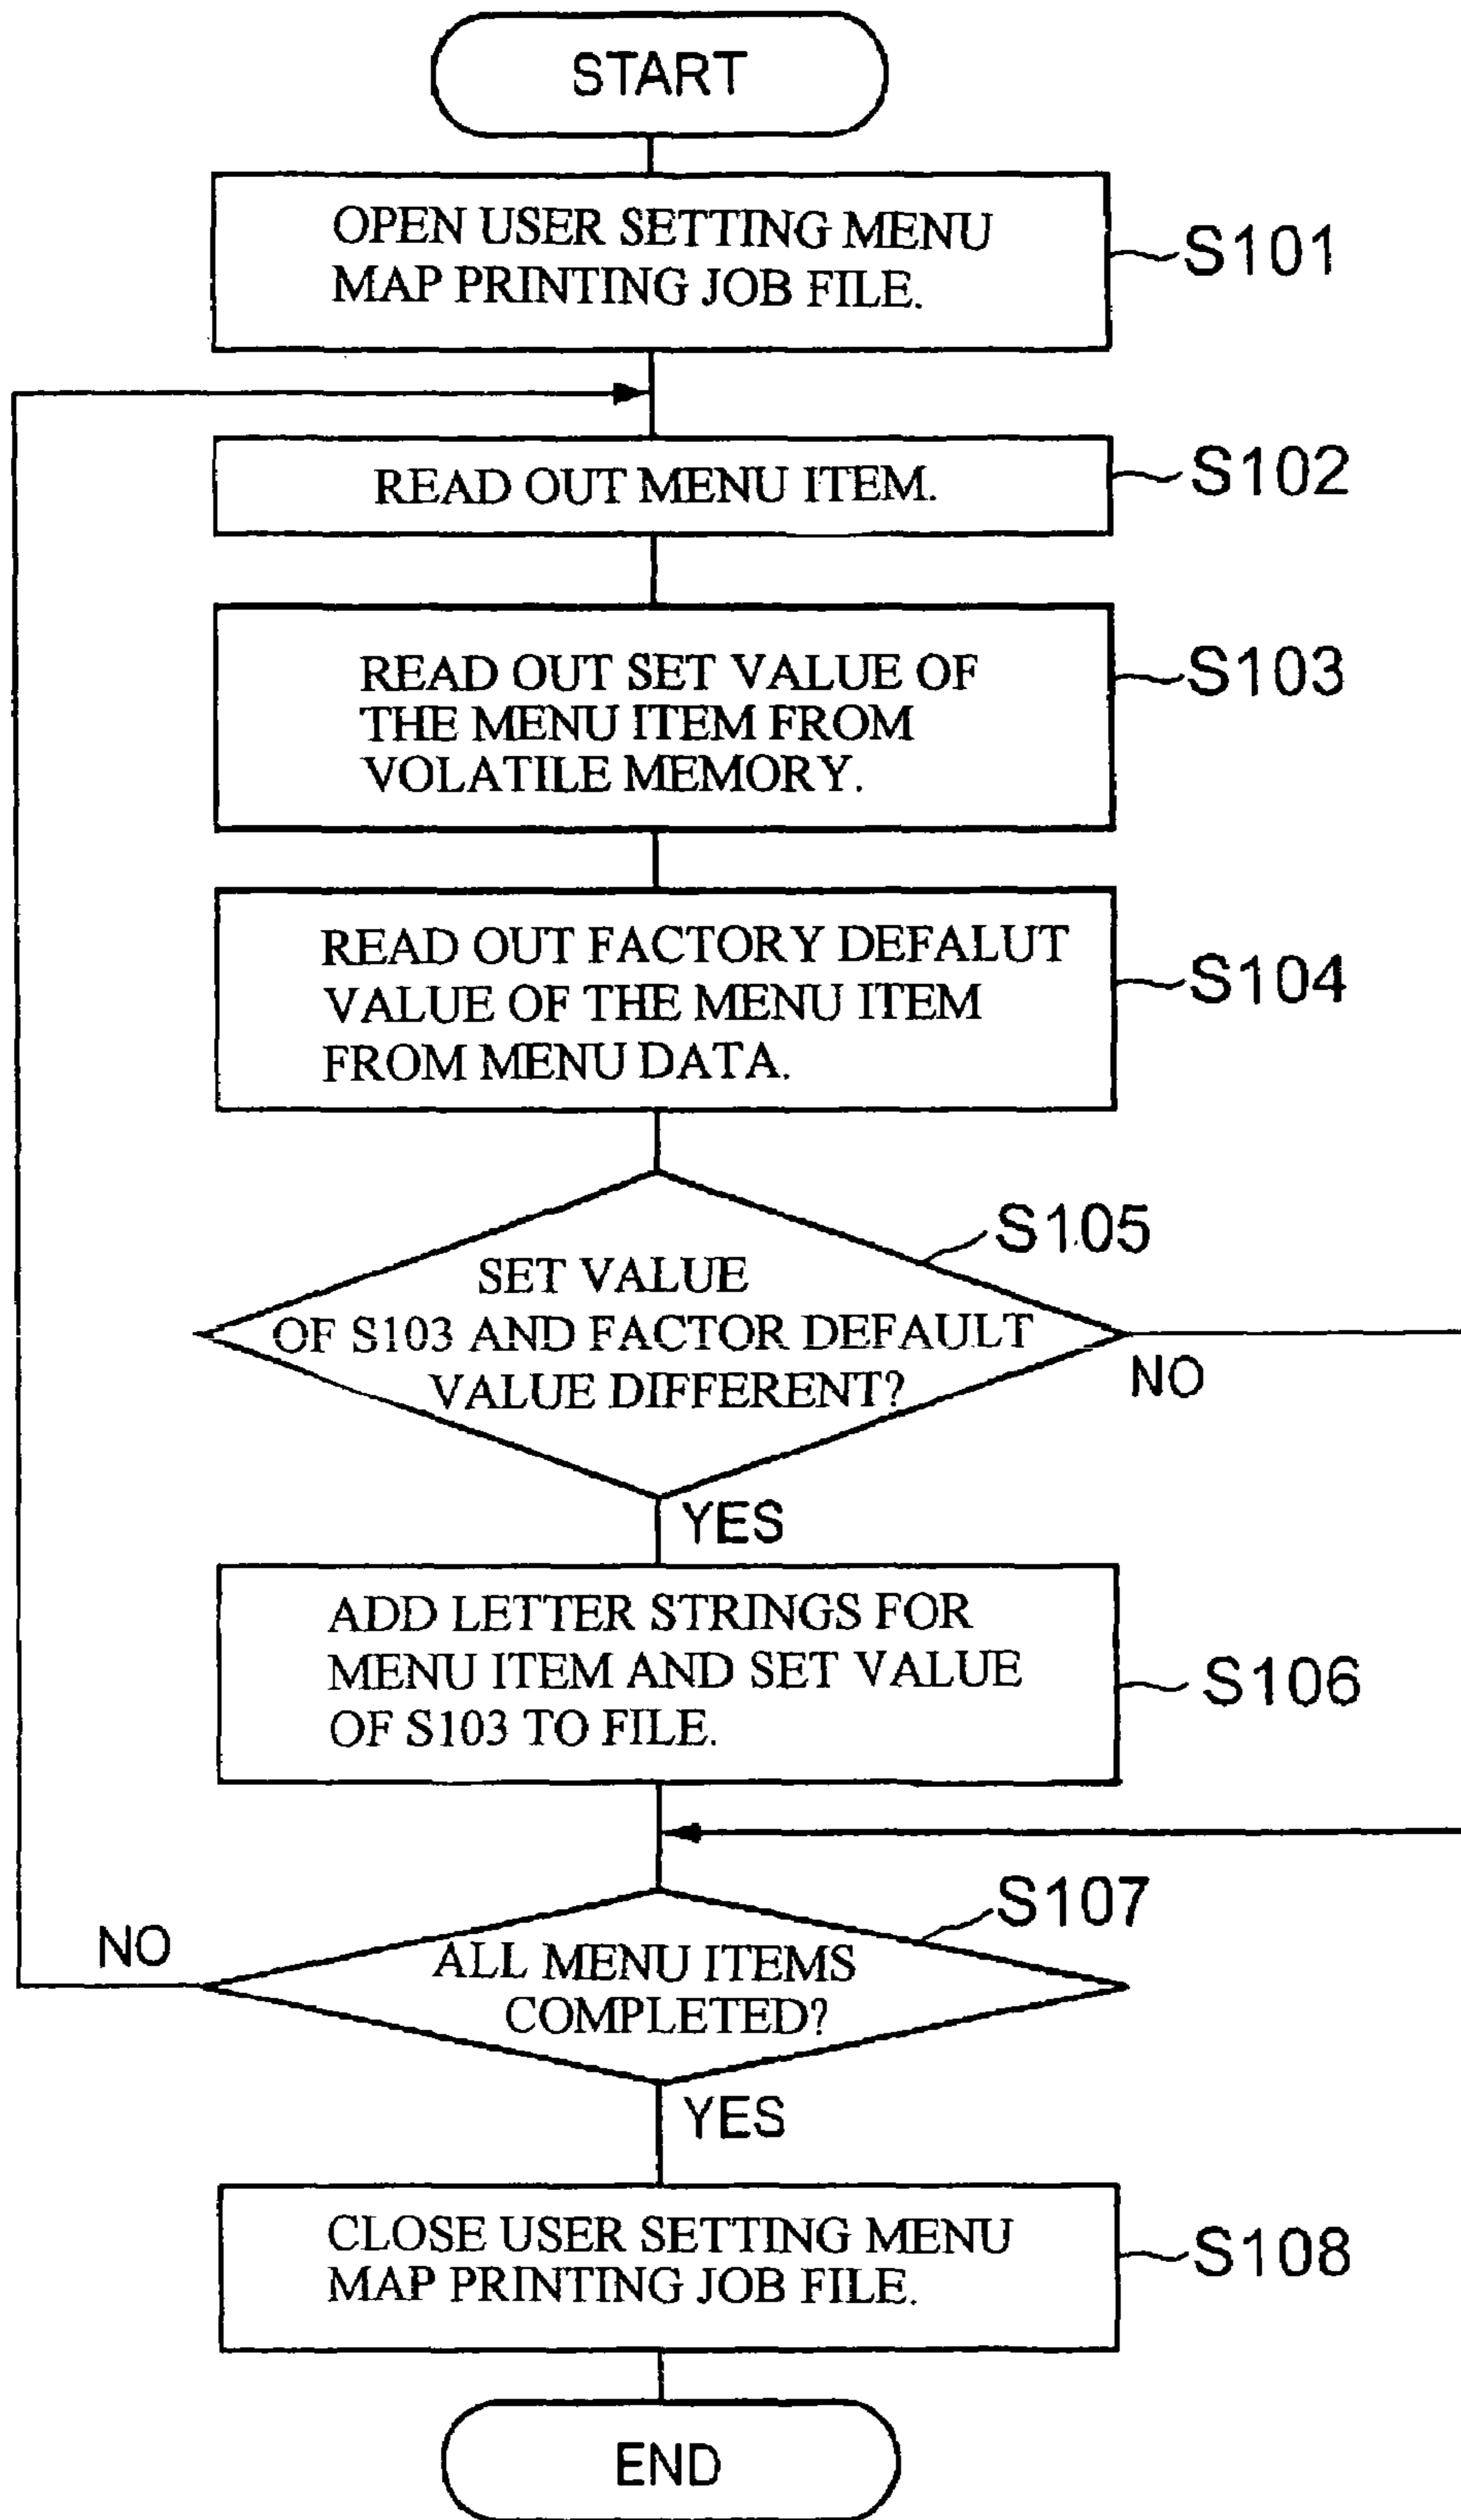 START
OPEN USER SETTING MENU
MAP PRINTING JOB FILE.
S101
READ OUT MENU ITEM.
S102
READ OUT SET VALUE OF
THE MENU ITEM FROM
VOLATILE MEMORY.
S103
READ OUT FACTORY DEFALUT
VALUE OF THE MENU ITEM
FROM MENU DATA.
S104
S105
SET VALUE
OF S103 AND FACTOR DEFAULT
VALUE DIFFERENT?
NO
YES
ADD LETTER STRINGS FOR
MENU ITEM AND SET VALUE
OF S103 TO FILE.
S106
S107
NO
ALL MENU ITEMS
COMPLETED?
YES
CLOSE USER SETTING MENU
MAP PRINTING JOB FILE.
S108
END